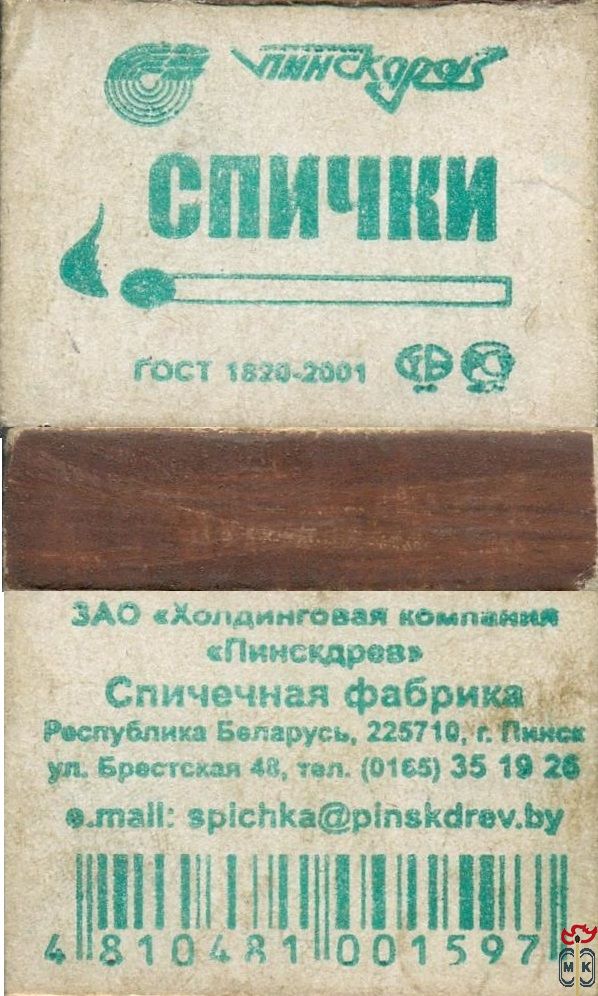 Пинскдрев
СПИЧКИ
ГОСТ 1820-2001
ЗАО «Холдинговая компания
«Пинскдрев»
Спичечная фабрика
Республика Беларусь, 225710, г. Пинск
ул. Брестская 48, тел. (0165) 35 19 26
e.mail: spichka@pinskdrev.by
4 810481 001597
МК